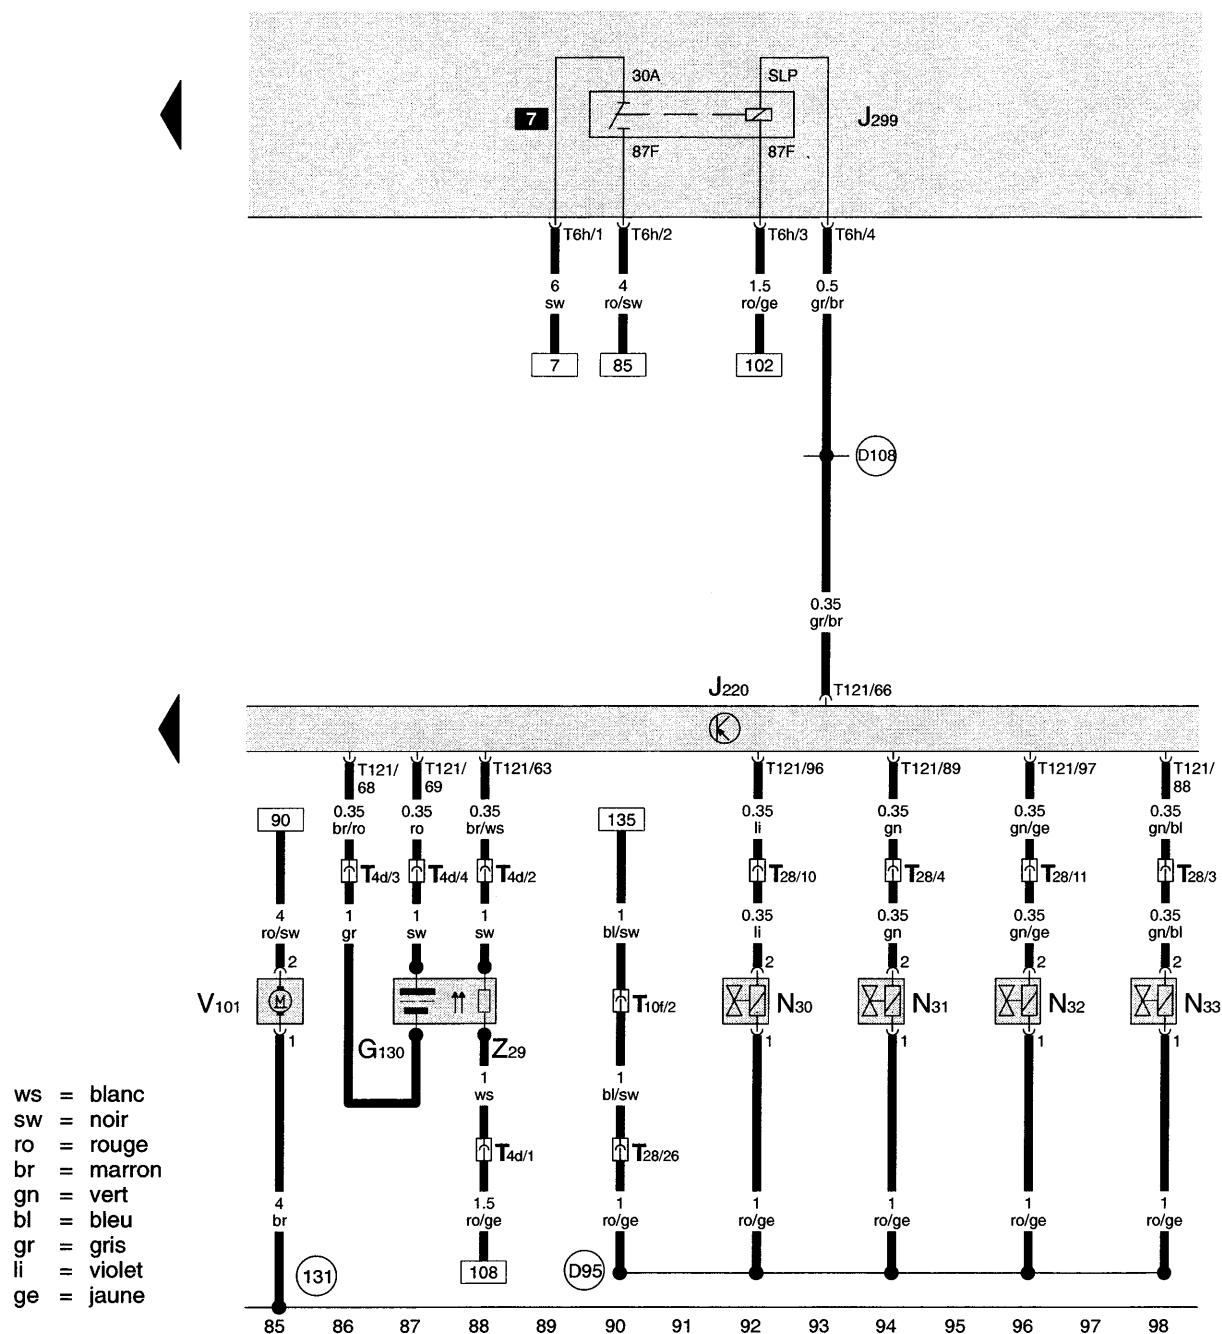 30A SLP
7 J299
87F 87F
T6h/1 T6h/2 T6h/3 T6h/4
6 4 1.5 0.5
sw ro/sw ro/ge gr/br
7 85 102
D108
0.35
gr/br
J220 T121/66
T121/68 T121/69 T121/63 T121/96 T121/89 T121/97 T121/88
90 135
0.35 0.35 0.35 0.35 0.35 0.35 0.35
br/ro ro br/ws li gn gn/ge gn/bl
T4d/3 T4d/4 T4d/2 T28/10 T28/4 T28/11 T28/3
4 1 1 1 1 0.35 0.35 0.35 0.35
ro/sw gr sw sw bl/sw li gn gn/ge gn/bl
2 2 2 2 2
V101 M T10f/2 N30 N31 N32 N33
1 1 1 1 1
G130 Z29
1 1
ws bl/sw
T4d/1 T28/26
4 1.5 1 1 1 1 1
br ro/ge ro/ge ro/ge ro/ge ro/ge ro/ge
131 108 D95
85 86 87 88 89 90 91 92 93 94 95 96 97 98
ws = blanc
sw = noir
ro = rouge
br = marron
gn = vert
bl = bleu
gr = gris
li = violet
ge = jaune